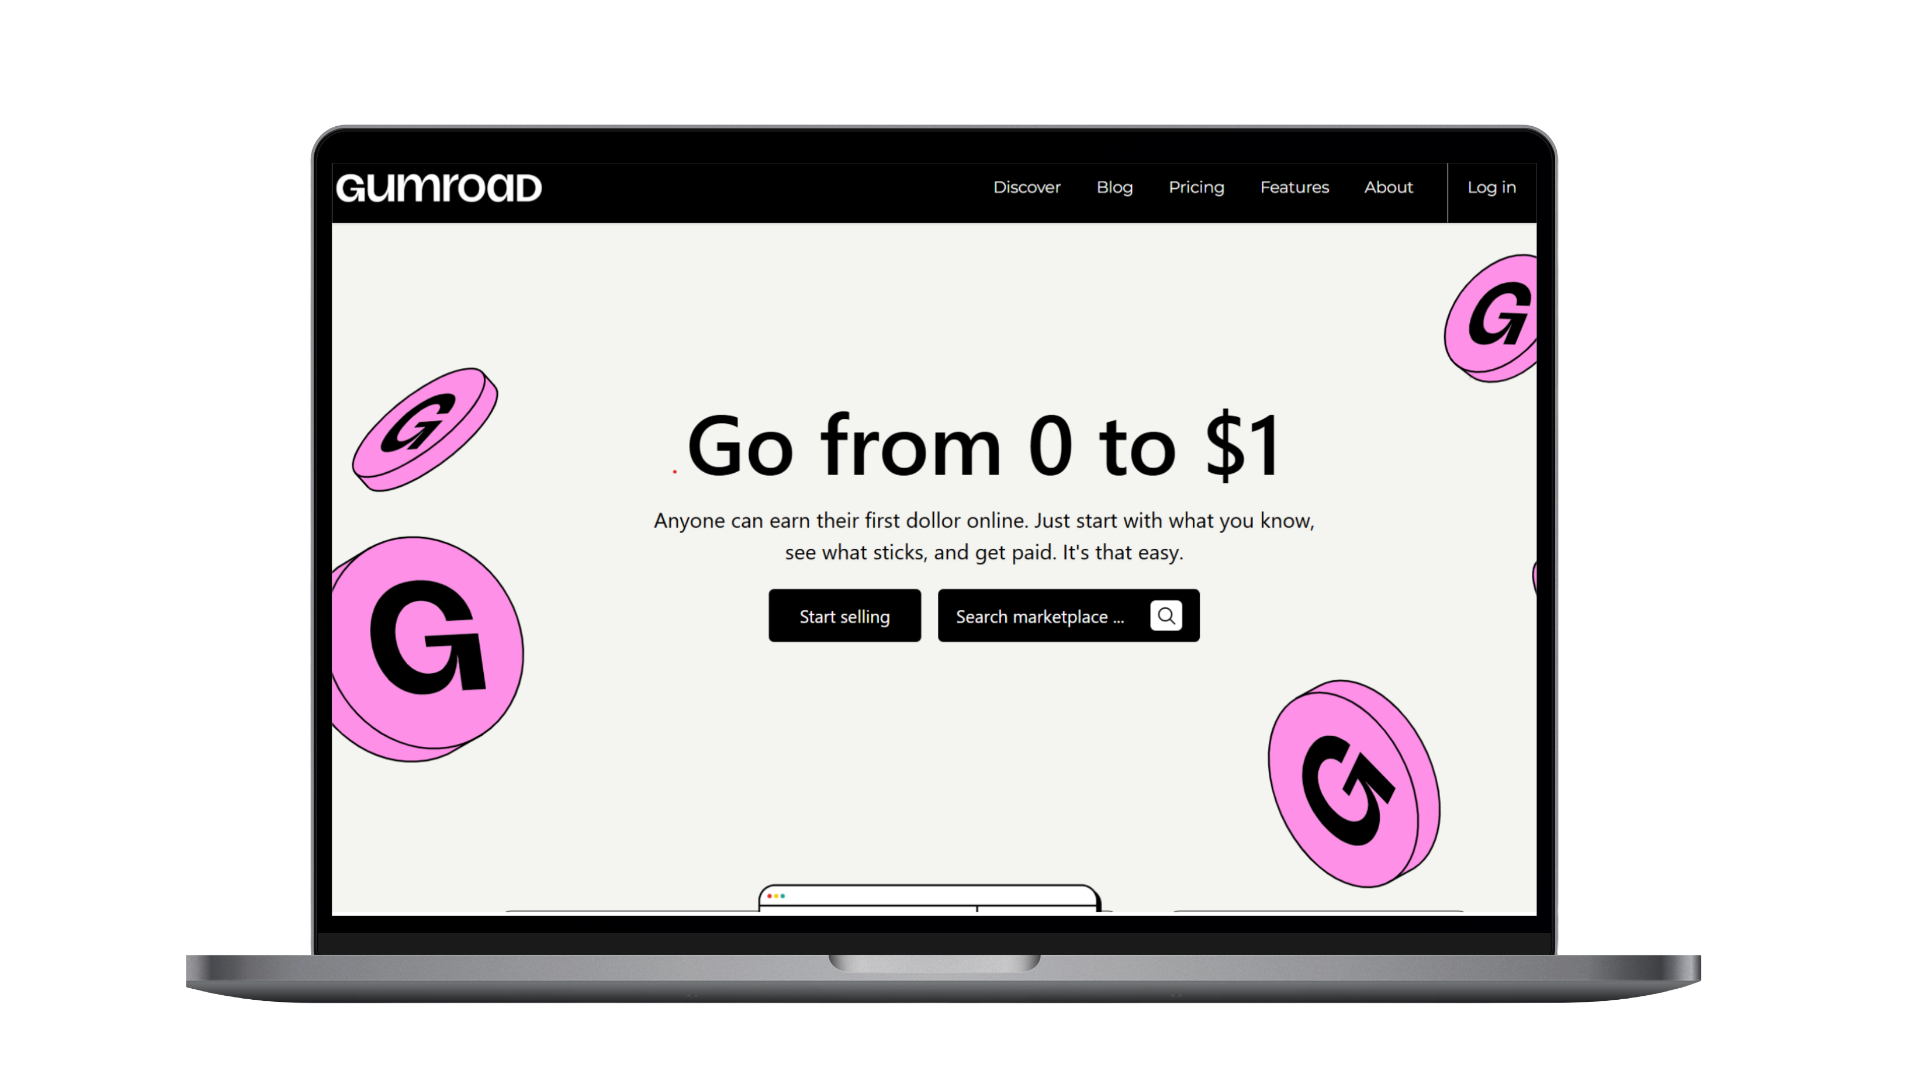 GUMROAD
Discover Blog Pricing Features About Log in
G
G
Go from 0 to $1
Anyone can earn their first dollor online. Just start with what you know,
see what sticks, and get paid. It's that easy.
G
Start selling Search marketplace ...
G